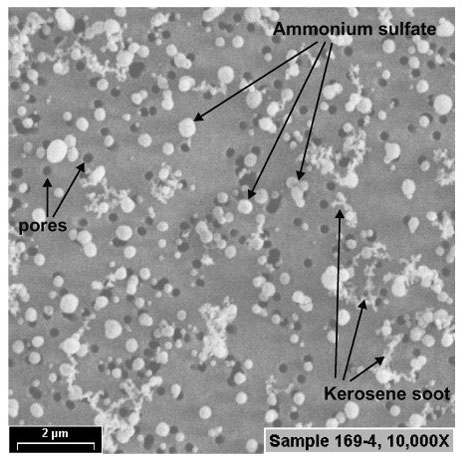 Ammonium sulfate
pores
Kerosene soot
2 µm
Sample 169-4, 10,000X